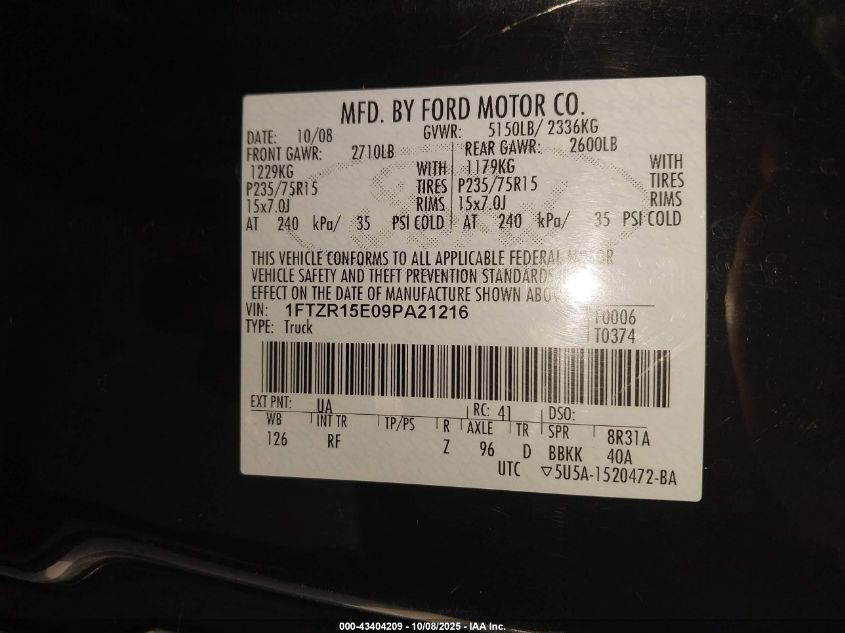 MFD. BY FORD MOTOR CO.
DATE: 10/08 GVWR: 5150LB/ 2336KG
FRONT GAWR: 2710LB REAR GAWR: 2600LB
1229KG WITH 1179KG WITH
P235/75R15 TIRES P235/75R15 TIRES
15x7.0J RIMS 15x7.0J RIMS
AT 240 kPa/ 35 PSI COLD AT 240 kPa/ 35 PSI COLD
THIS VEHICLE CONFORMS TO ALL APPLICABLE FEDERAL MOTOR
VEHICLE SAFETY AND THEFT PREVENTION STANDARDS
EFFECT ON THE DATE OF MANUFACTURE SHOWN ABOVE
VIN: 1FTZR15E09PA21216 F0006
TYPE: Truck T0374
EXT PNT: UA RC: 41 DSO:
WB INT TR TP/PS R AXLE TR SPR 8R31A
126 RF Z 96 D BBKK 40A
UTC ▽5U5A-1520472-BA
000-43404209 - 10/08/2025 - IAA Inc.